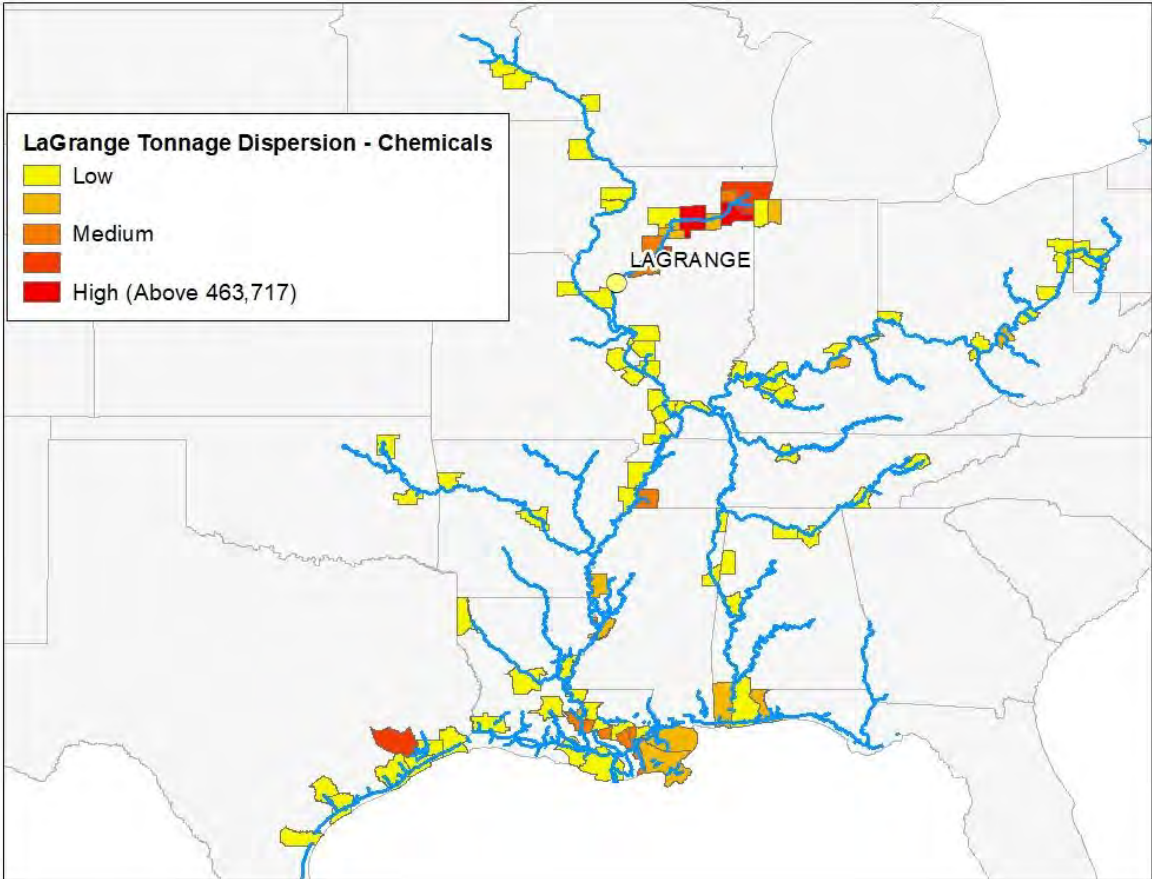 LaGrange Tonnage Dispersion - Chemicals
Low
Medium
High (Above 463,717)
LAGRANGE